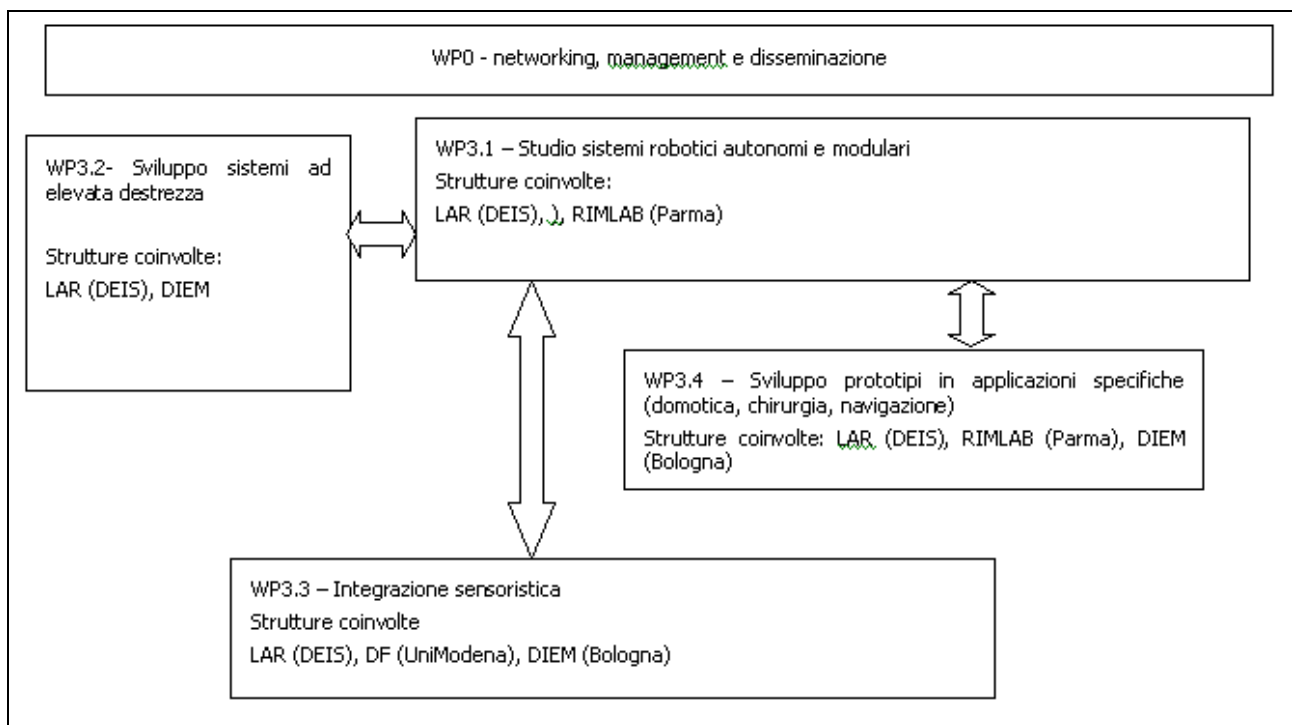 WP0 - networking, management e disseminazione
WP3.2- Sviluppo sistemi ad
elevata destrezza
Strutture coinvolte:
LAR (DEIS), DIEM
WP3.1 – Studio sistemi robotici autonomi e modulari
Strutture coinvolte:
LAR (DEIS), ), RIMLAB (Parma)
WP3.4 – Sviluppo prototipi in applicazioni specifiche
(domotica, chirurgia, navigazione)
Strutture coinvolte: LAR (DEIS), RIMLAB (Parma), DIEM
(Bologna)
WP3.3 – Integrazione sensoristica
Strutture coinvolte
LAR (DEIS), DF (UniModena), DIEM (Bologna)